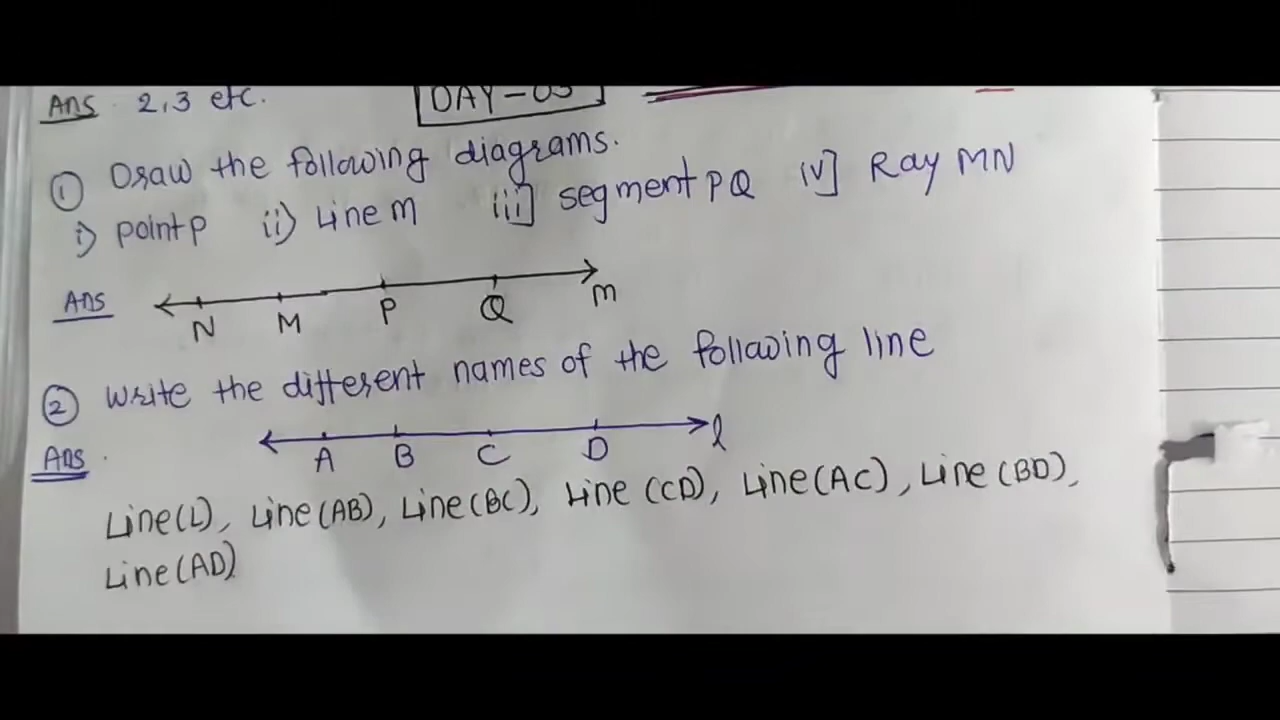 Ans 2,3 etc.
DAY-03
① Draw the following diagrams.
i) point P ii) Line m iii] segment PQ iv] Ray MN
Ans
N M P Q m
② Write the different names of the following line
Ans
A B C D l
Line(L), Line(AB), Line(BC), Line (CD), Line(AC), Line (BD),
Line(AD)